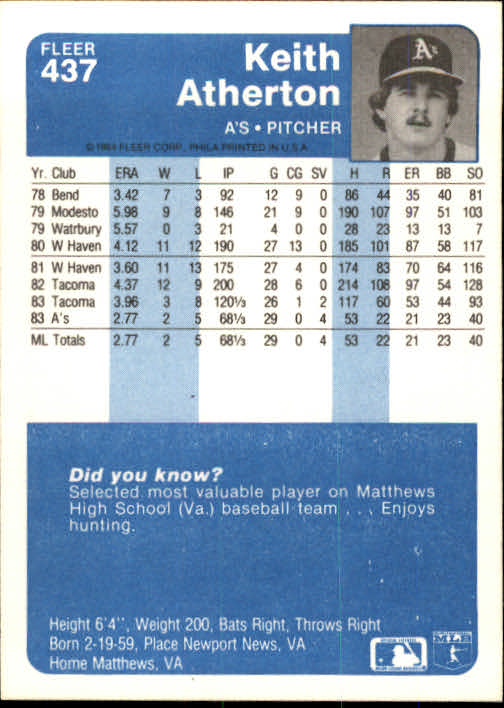 FLEER
437
Keith
Atherton
A'S • PITCHER
A's
© 1984 FLEER CORP., PHILA PRINTED IN U.S.A.
Yr. Club ERA W L IP G CG SV H R ER BB SO
78 Bend 3.42 7 3 92 12 9 0 86 44 35 40 81
79 Modesto 5.98 9 8 146 21 9 0 190 107 97 51 103
79 Watrbury 5.57 0 3 21 4 0 0 28 23 13 13 7
80 W Haven 4.12 11 12 190 27 13 0 185 101 87 58 117
81 W Haven 3.60 11 13 175 27 4 0 174 83 70 64 116
82 Tacoma 4.37 12 9 200 28 6 0 214 108 97 54 128
83 Tacoma 3.96 3 8 120⅓ 26 1 2 117 60 53 44 93
83 A's 2.77 2 5 68⅓ 29 0 4 53 22 21 23 40
ML Totals 2.77 2 5 68⅓ 29 0 4 53 22 21 23 40
Did you know?
Selected most valuable player on Matthews
High School (Va.) baseball team . . . Enjoys
hunting.
Height 6'4", Weight 200, Bats Right, Throws Right
Born 2-19-59, Place Newport News, VA
Home Matthews, VA